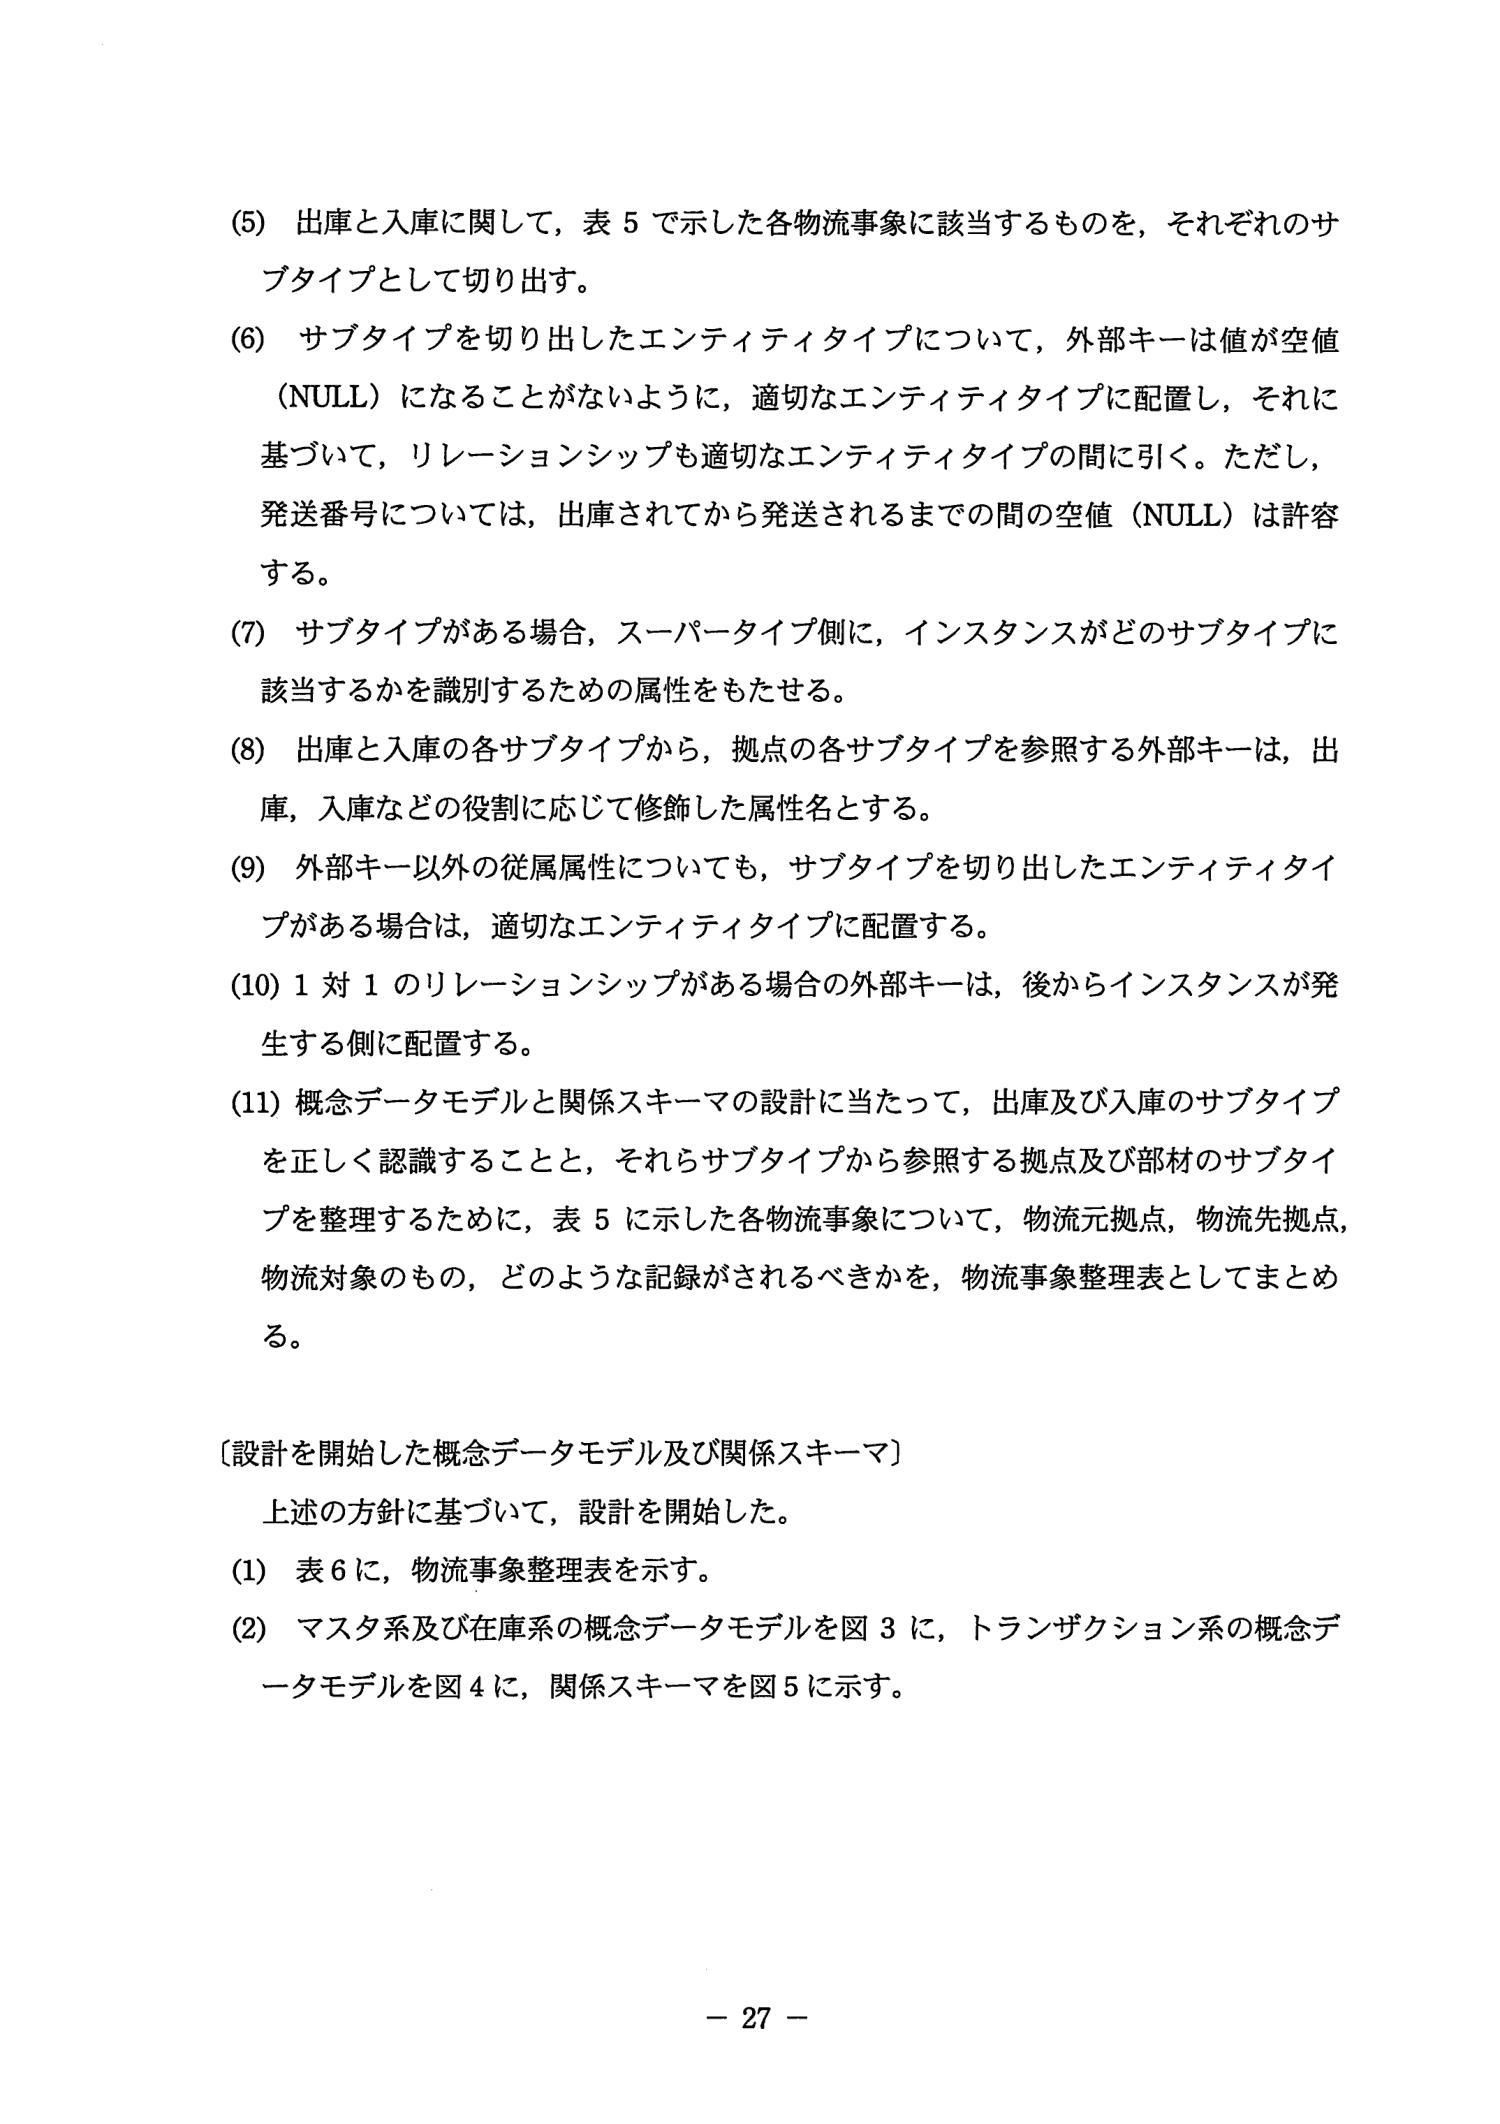 (5)　出庫と入庫に関して，表 5 で示した各物流事象に該当するものを，それぞれのサ
ブタイプとして切り出す。
(6)　サブタイプを切り出したエンティティタイプについて，外部キーは値が空値
（NULL）になることがないように，適切なエンティティタイプに配置し，それに
基づいて，リレーションシップも適切なエンティティタイプの間に引く。ただし，
発送番号については，出庫されてから発送されるまでの間の空値（NULL）は許容
する。
(7)　サブタイプがある場合，スーパータイプ側に，インスタンスがどのサブタイプに
該当するかを識別するための属性をもたせる。
(8)　出庫と入庫の各サブタイプから，拠点の各サブタイプを参照する外部キーは，出
庫，入庫などの役割に応じて修飾した属性名とする。
(9)　外部キー以外の従属属性についても，サブタイプを切り出したエンティティタイ
プがある場合は，適切なエンティティタイプに配置する。
(10) 1 対 1 のリレーションシップがある場合の外部キーは，後からインスタンスが発
生する側に配置する。
(11) 概念データモデルと関係スキーマの設計に当たって，出庫及び入庫のサブタイプ
を正しく認識することと，それらサブタイプから参照する拠点及び部材のサブタイ
プを整理するために，表 5 に示した各物流事象について，物流元拠点，物流先拠点，
物流対象のもの，どのような記録がされるべきかを，物流事象整理表としてまとめ
る。
〔設計を開始した概念データモデル及び関係スキーマ〕
上述の方針に基づいて，設計を開始した。
(1)　表 6 に，物流事象整理表を示す。
(2)　マスタ系及び在庫系の概念データモデルを図 3 に，トランザクション系の概念デ
ータモデルを図 4 に，関係スキーマを図 5 に示す。
－ 27 －